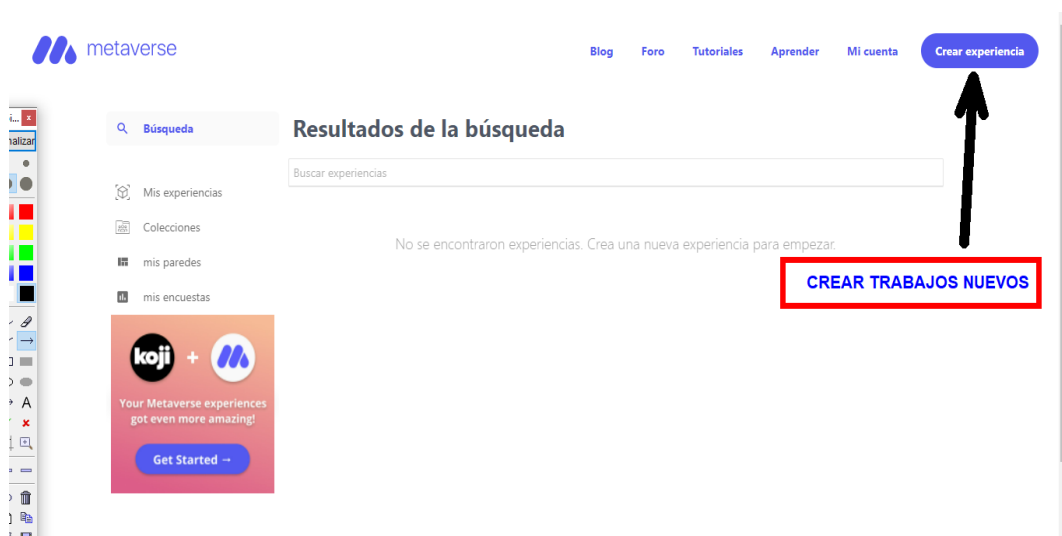 metaverse
Blog Foro Tutoriales Aprender Mi cuenta Crear experiencia
Búsqueda
Resultados de la búsqueda
Buscar experiencias
Mis experiencias
Colecciones
No se encontraron experiencias. Crea una nueva experiencia para empezar.
mis paredes
CREAR TRABAJOS NUEVOS
mis encuestas
koji + 
Your Metaverse experiences
got even more amazing!
Get Started →
A